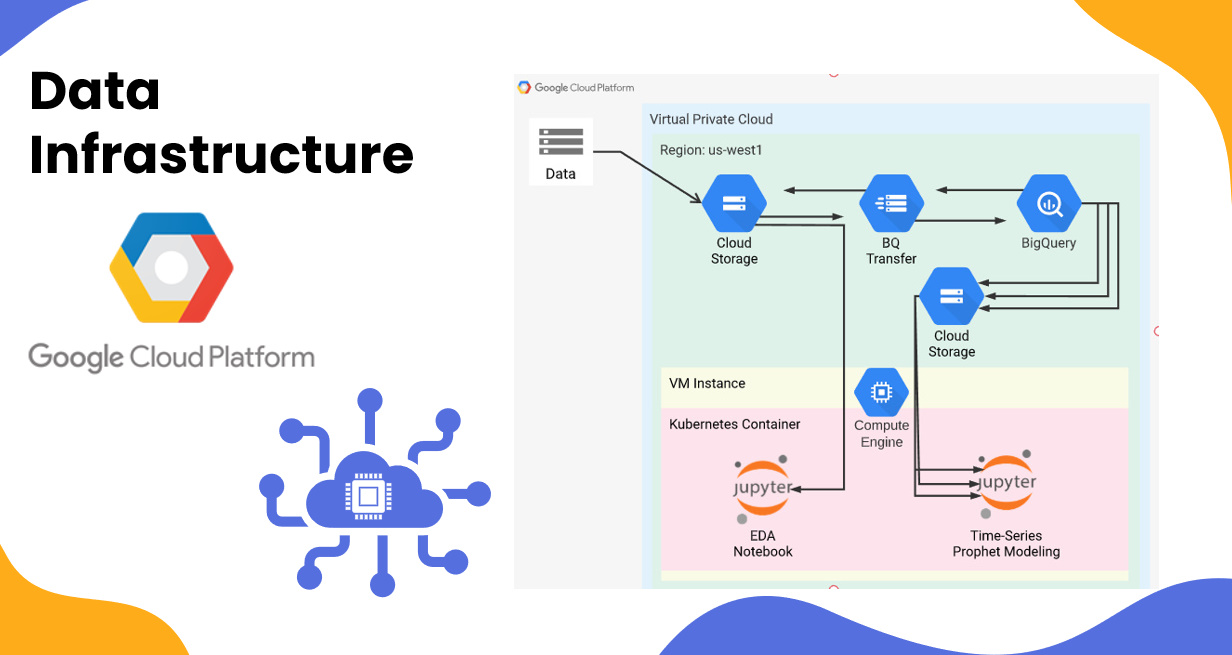 Data
Infrastructure
Google Cloud Platform
Google Cloud Platform
Virtual Private Cloud
Region: us-west1
Data
Cloud
Storage
BQ
Transfer
BigQuery
Cloud
Storage
VM Instance
Kubernetes Container
Compute
Engine
jupyter
EDA
Notebook
jupyter
Time-Series
Prophet Modeling